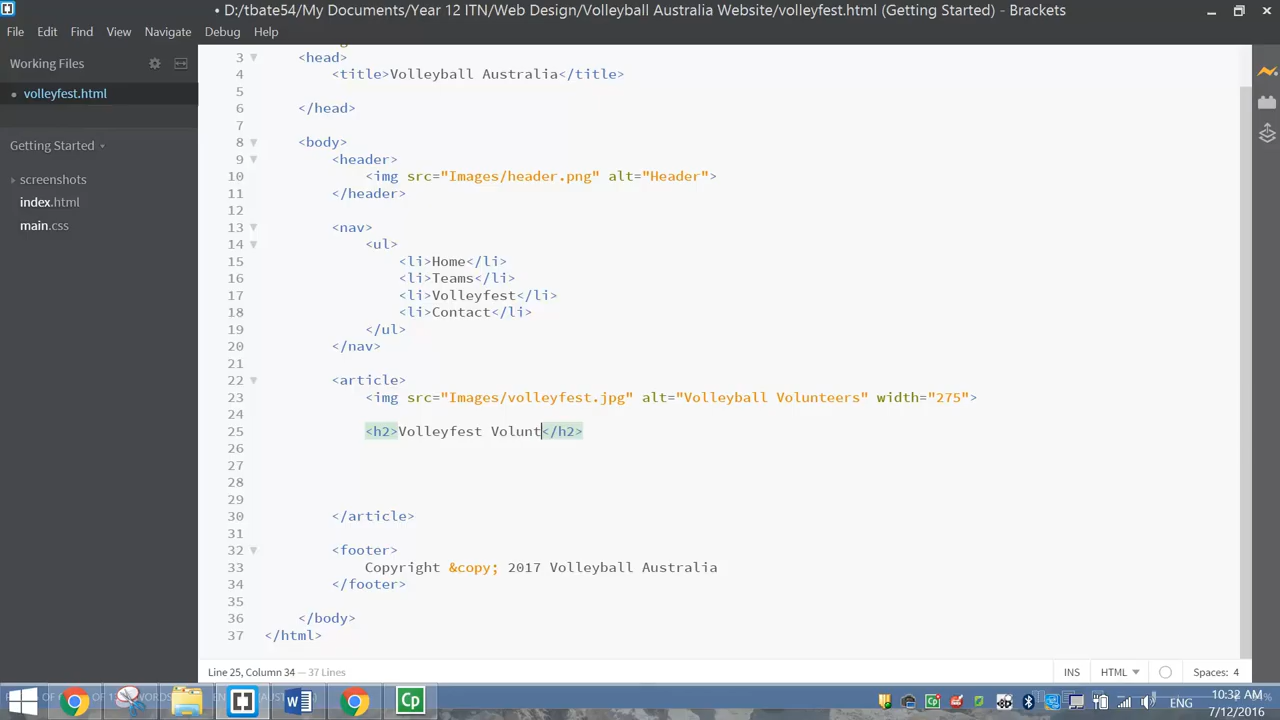 • D:/tbate54/My Documents/Year 12 ITN/Web Design/Volleyball Australia Website/volleyfest.html (Getting Started) - Brackets
File Edit Find View Navigate Debug Help
Working Files
• volleyfest.html
Getting Started
screenshots
index.html
main.css
3 <head>
4 <title>Volleyball Australia</title>
5
6 </head>
7
8 <body>
9 <header>
10 <img src="Images/header.png" alt="Header">
11 </header>
12
13 <nav>
14 <ul>
15 <li>Home</li>
16 <li>Teams</li>
17 <li>Volleyfest</li>
18 <li>Contact</li>
19 </ul>
20 </nav>
21
22 <article>
23 <img src="Images/volleyfest.jpg" alt="Volleyball Volunteers" width="275">
24
25 <h2>Volleyfest Volunt</h2>
26
27
28
29
30 </article>
31
32 <footer>
33 Copyright &copy; 2017 Volleyball Australia
34 </footer>
35
36 </body>
37 </html>
Line 25, Column 34 — 37 Lines
INS HTML Spaces: 4
Cp
ENG
10:32 AM
7/12/2016